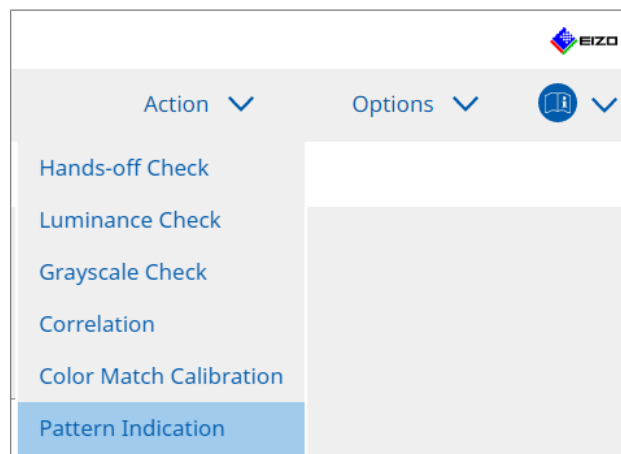 EIZO
Action Options
Hands-off Check
Luminance Check
Grayscale Check
Correlation
Color Match Calibration
Pattern Indication